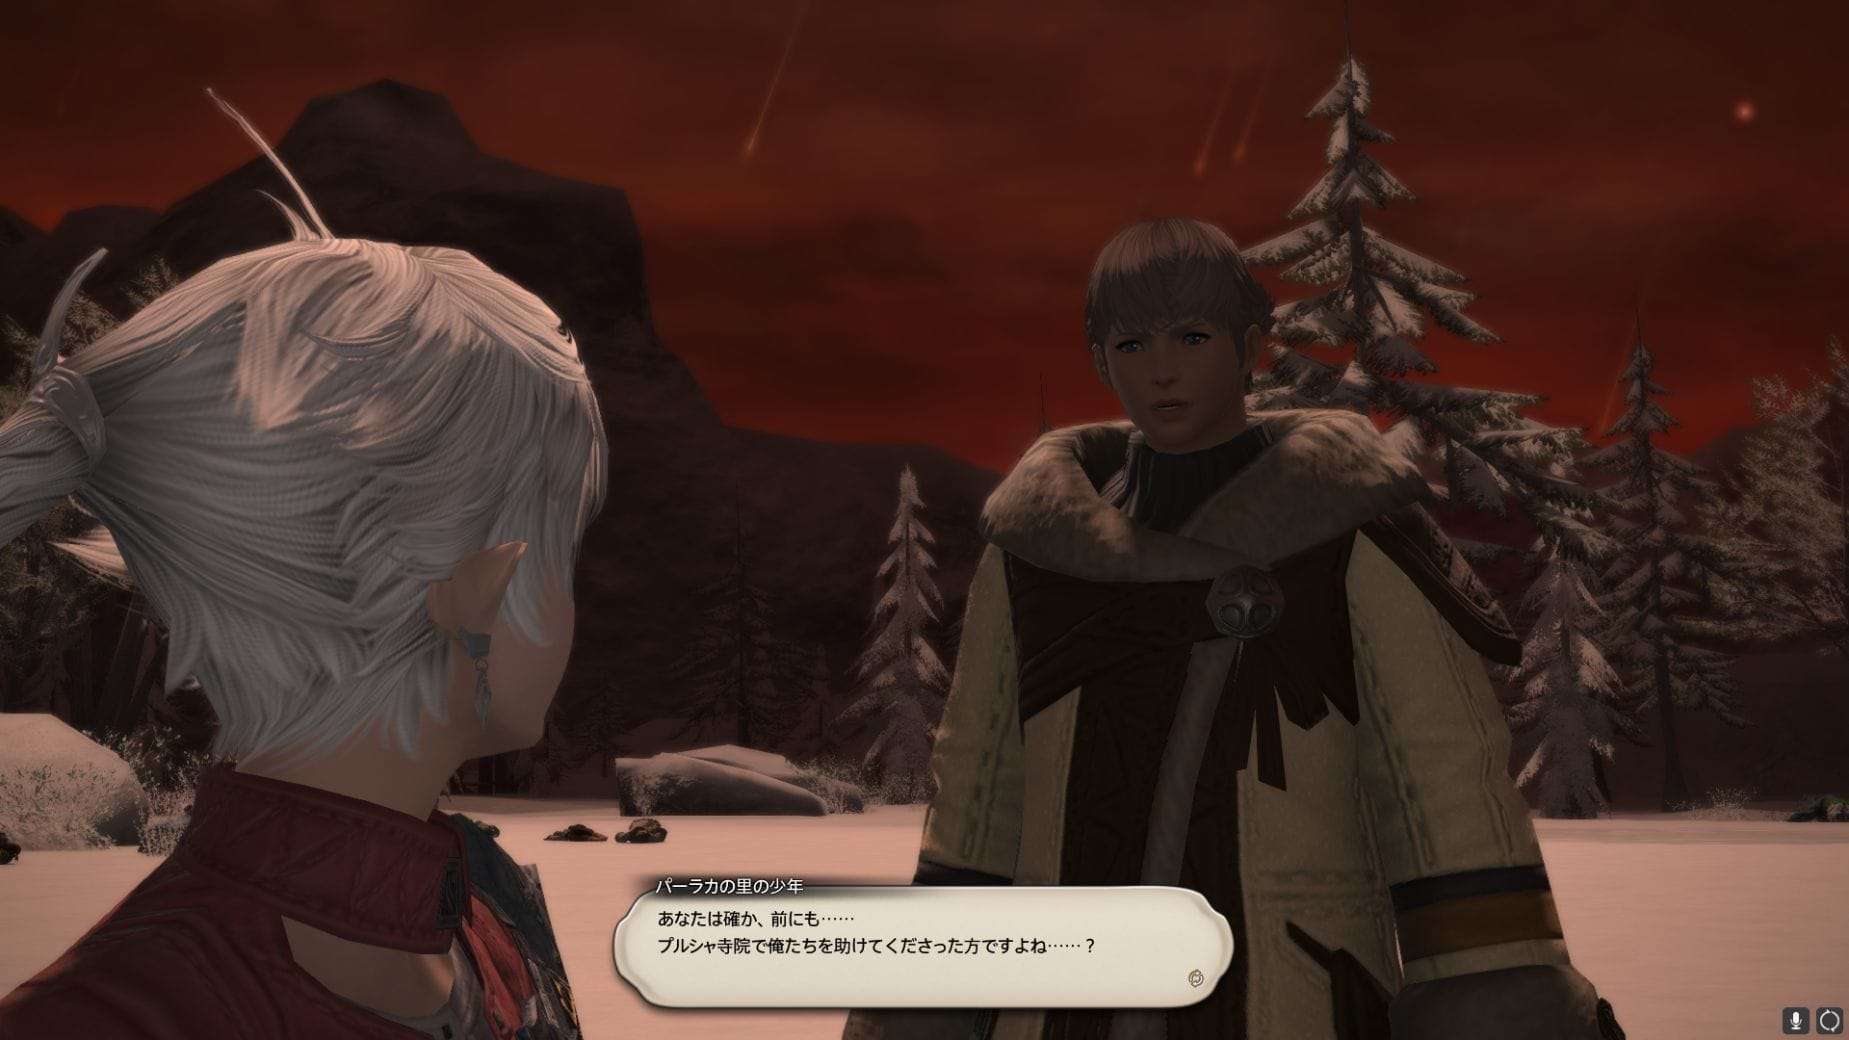 パーラカの里の少年
あなたは確か、前にも……
プルシャ寺院で俺たちを助けてくださった方ですよね……？